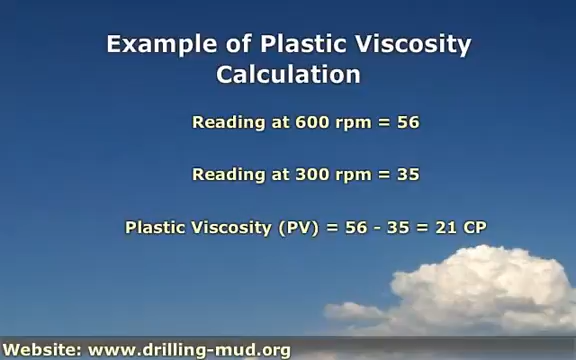 Example of Plastic Viscosity
Calculation
Reading at 600 rpm = 56
Reading at 300 rpm = 35
Plastic Viscosity (PV) = 56 - 35 = 21 CP
Website: www.drilling-mud.org